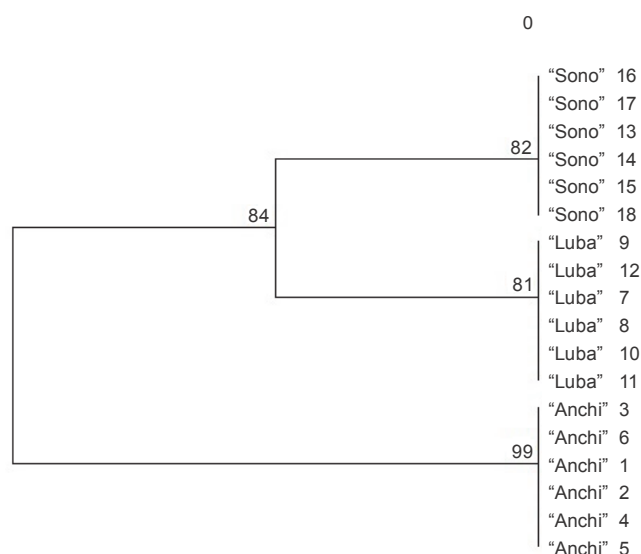 0
“Sono” 16
“Sono” 17
“Sono” 13
82
“Sono” 14
“Sono” 15
“Sono” 18
84
“Luba” 9
“Luba” 12
81
“Luba” 7
“Luba” 8
“Luba” 10
“Luba” 11
“Anchi” 3
“Anchi” 6
99
“Anchi” 1
“Anchi” 2
“Anchi” 4
“Anchi” 5